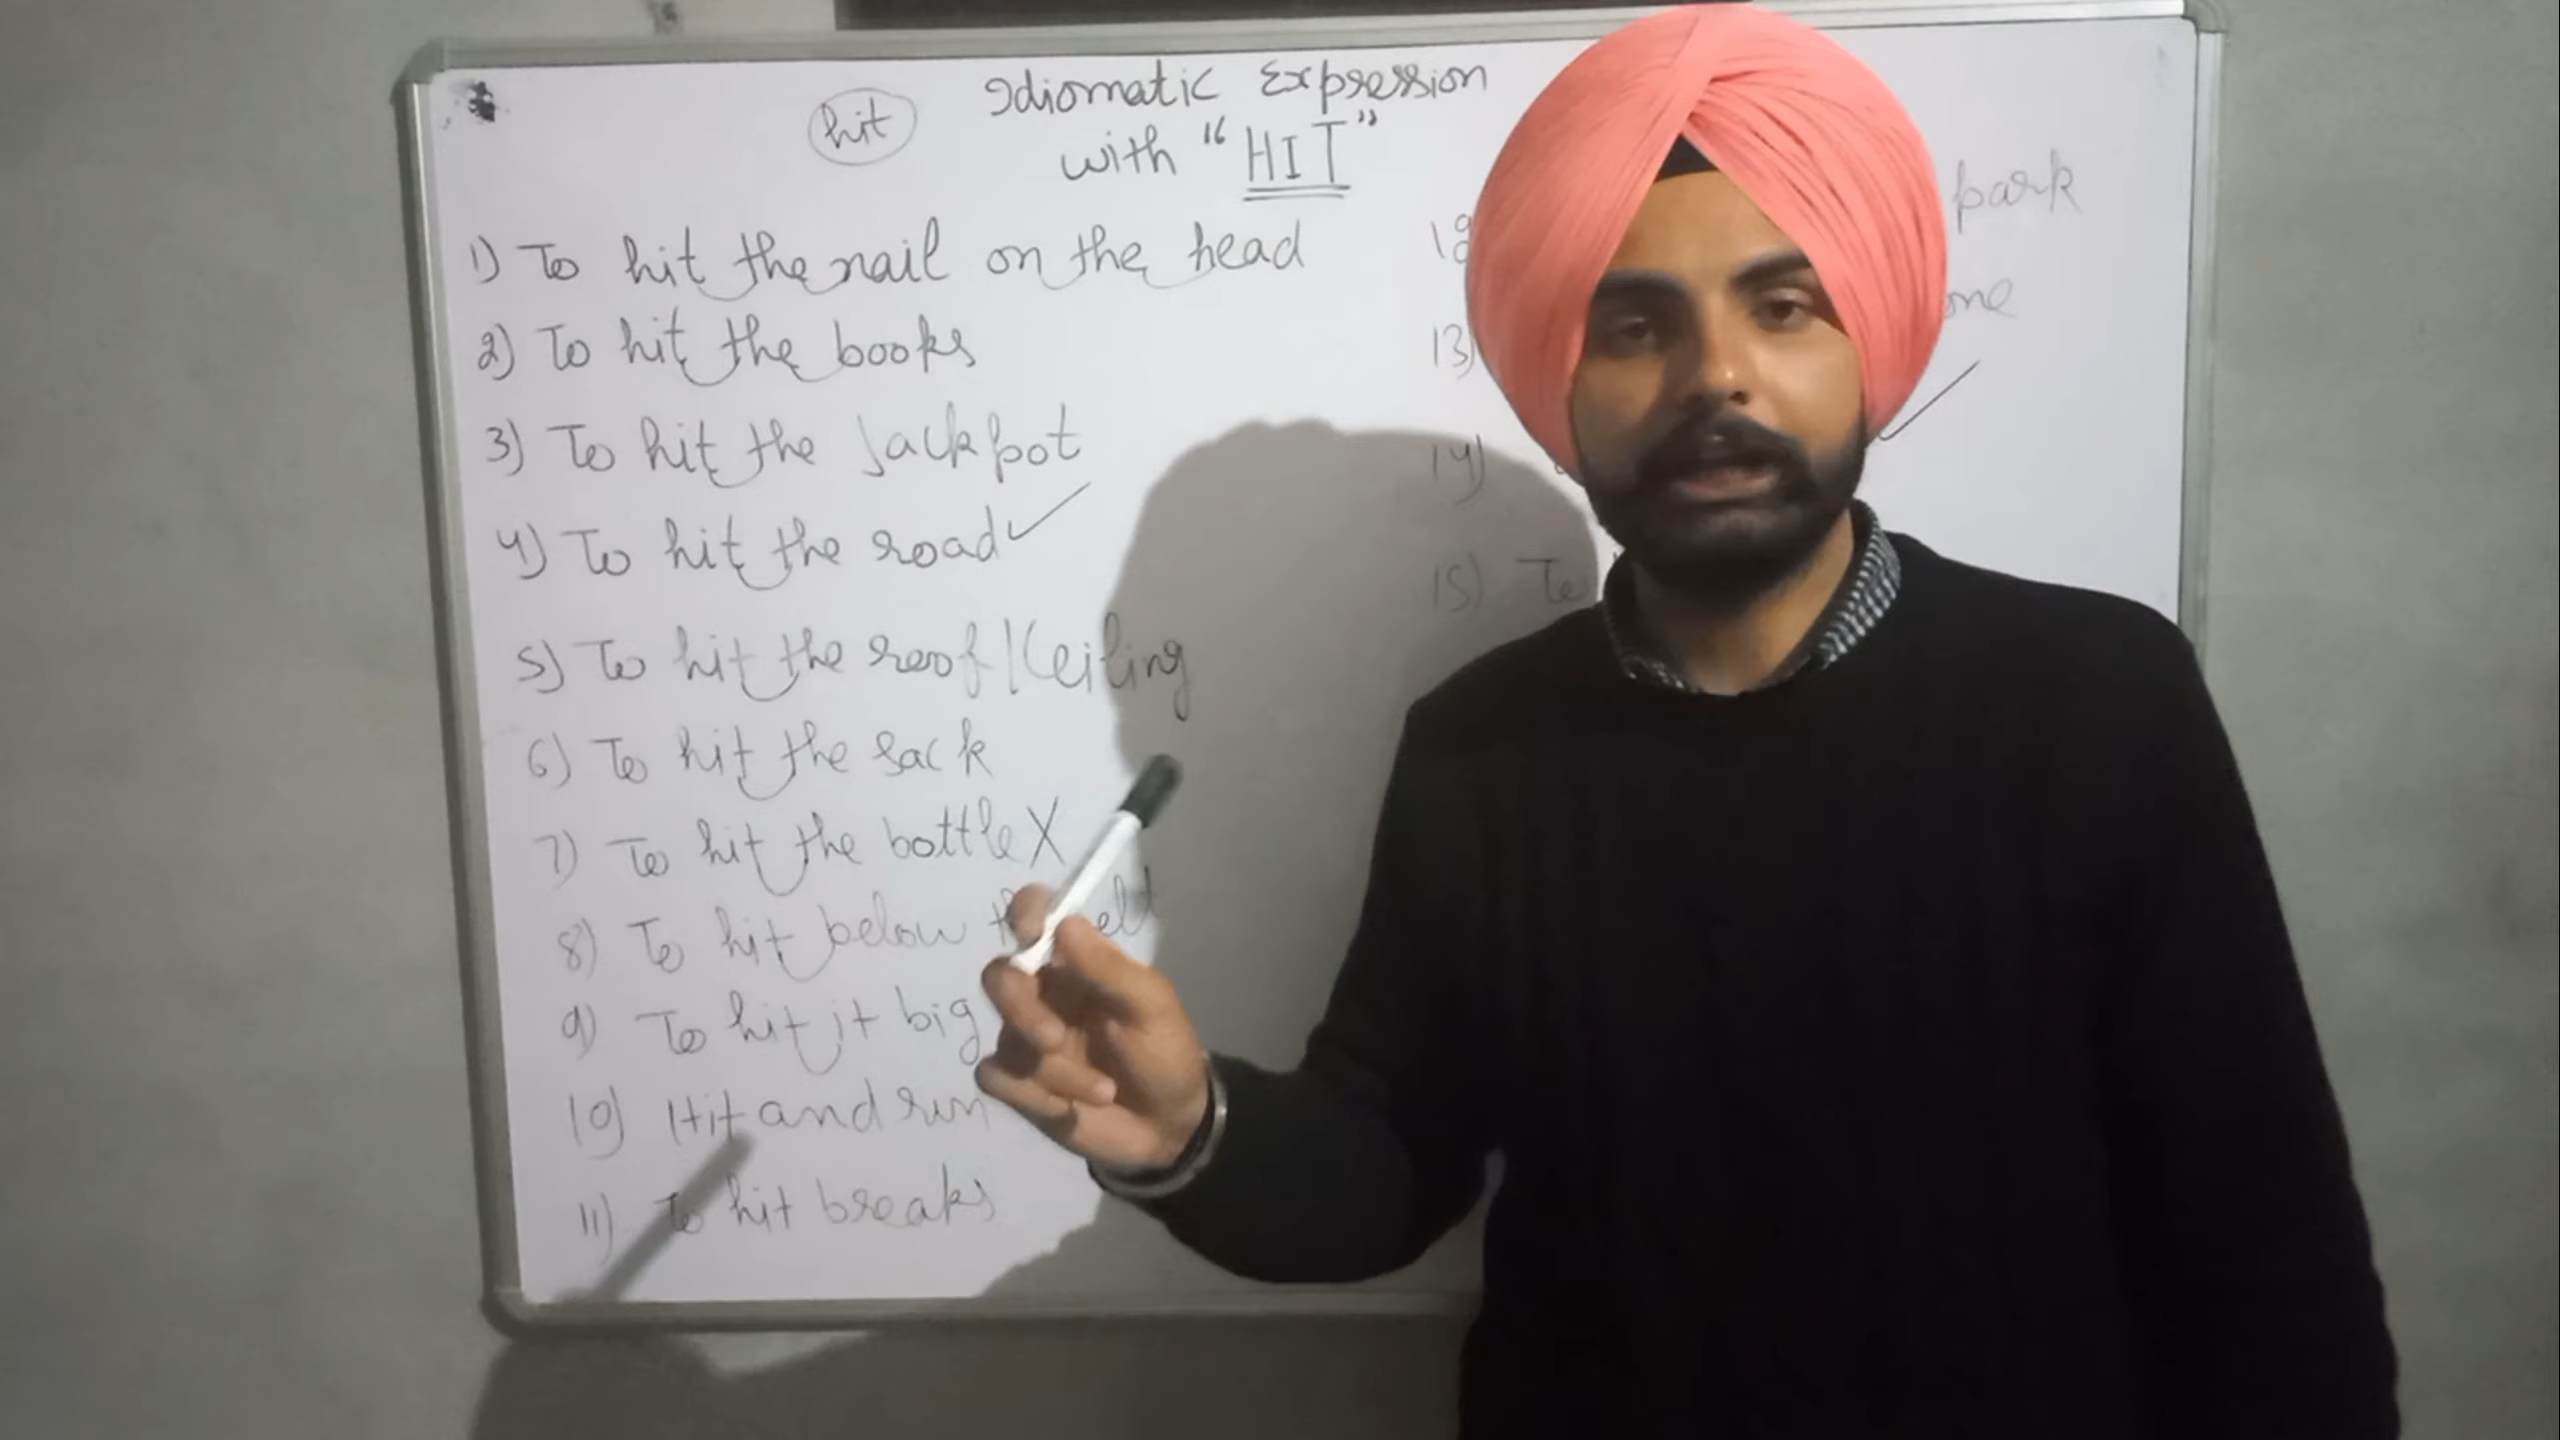 hit
Idiomatic Expression
with "HIT"
1) To hit the nail on the head
2) To hit the books
3) To hit the Jackpot
4) To hit the road ✓
5) To hit the roof/Ceiling
6) To hit the sack
7) To hit the bottle X
8) To hit below
9) To hit it big
10) Hit and run
11) To hit breaks
park
13)
14)
15) To